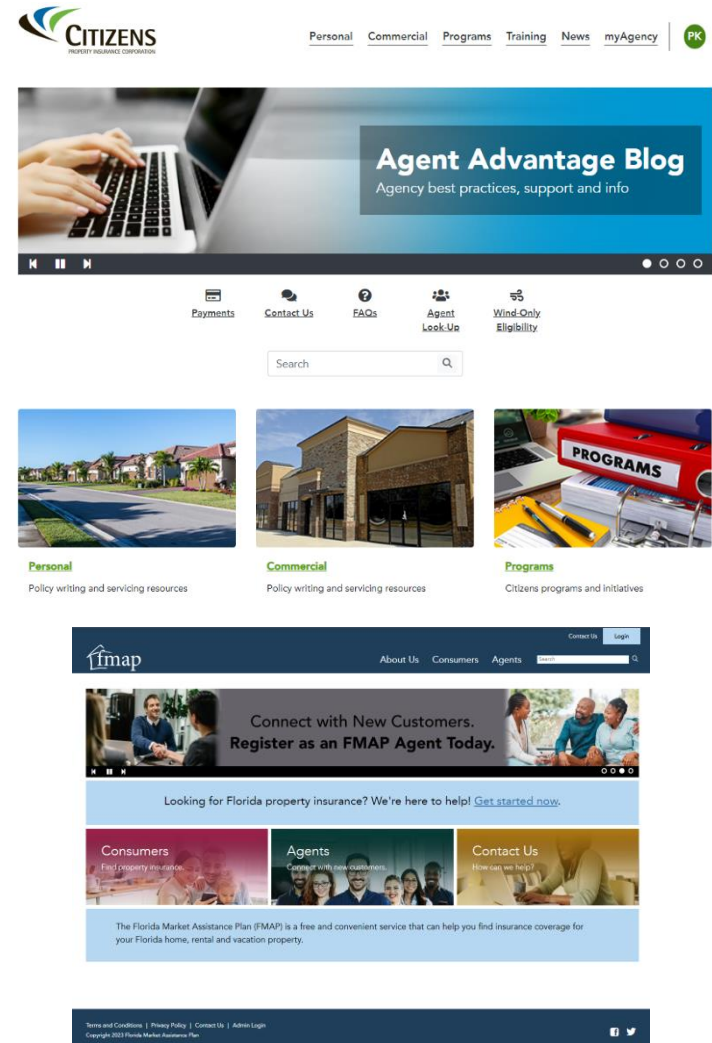 CITIZENS
PROPERTY INSURANCE CORPORATION
Personal Commercial Programs Training News myAgency PK
Agent Advantage Blog
Agency best practices, support and info
Payments Contact Us FAQs Agent Look-Up Wind-Only Eligibility
Search
PROGRAMS
Personal Commercial Programs
Policy writing and servicing resources Policy writing and servicing resources Citizens programs and initiatives
Contact Us Login
fmap About Us Consumers Agents Search
Connect with New Customers.
Register as an FMAP Agent Today.
Looking for Florida property insurance? We're here to help! Get started now.
Consumers Agents Contact Us
Find property insurance. Connect with new customers. How can we help?
The Florida Market Assistance Plan (FMAP) is a free and convenient service that can help you find insurance coverage for
your Florida home, rental and vacation property.
Terms and Conditions | Privacy Policy | Contact Us | Admin Login
Copyright 2023 Florida Market Assistance Plan